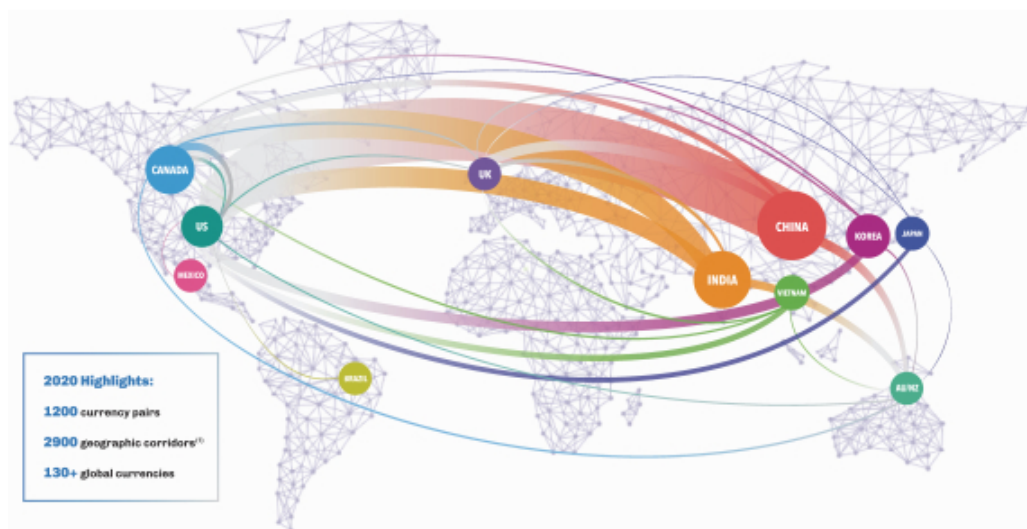 CANADA
UK
US
CHINA
KOREA
JAPAN
MEXICO
INDIA
VIETNAM
BRAZIL
AU/NZ
2020 Highlights:
1200 currency pairs
2900 geographic corridors⁽¹⁾
130+ global currencies